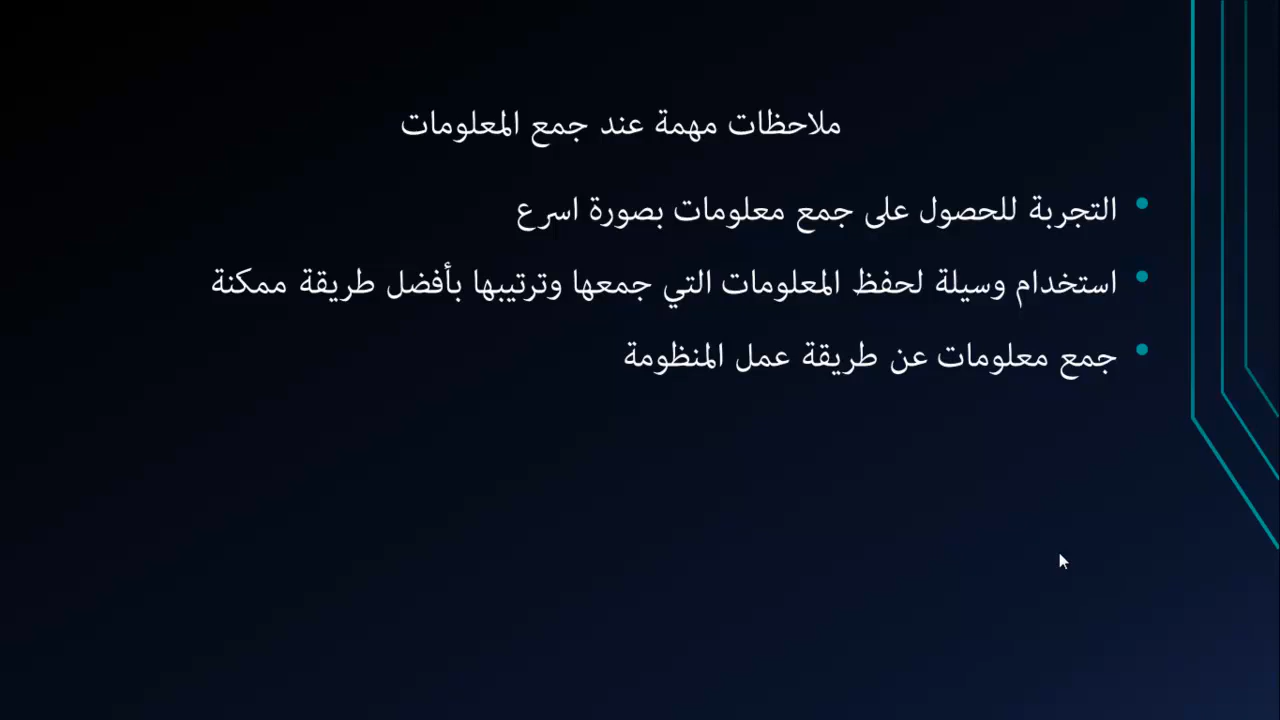 ملاحظات مهمة عند جمع المعلومات
التجربة للحصول على جمع معلومات بصورة اسرع
استخدام وسيلة لحفظ المعلومات التي جمعها وترتيبها بأفضل طريقة ممكنة
جمع معلومات عن طريقة عمل المنظومة